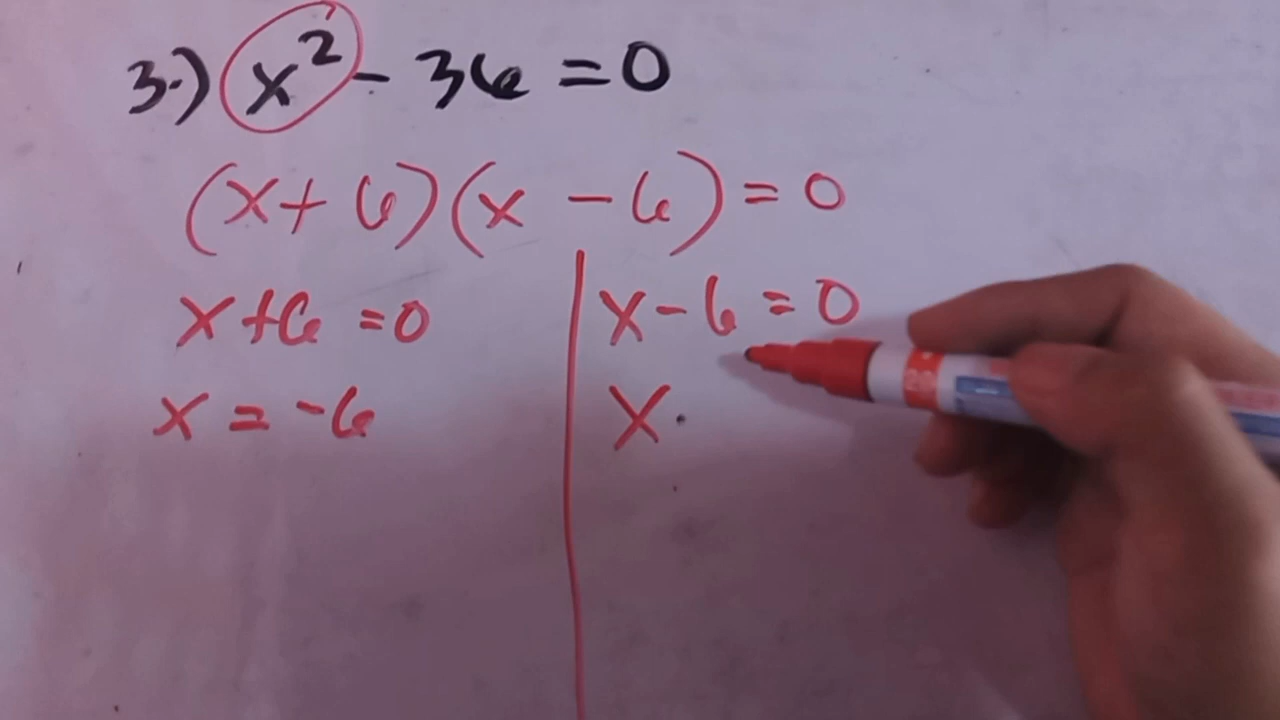 3.) x² - 36 = 0
(x + 6)(x - 6) = 0
x + 6 = 0
x - 6 = 0
x = -6
x